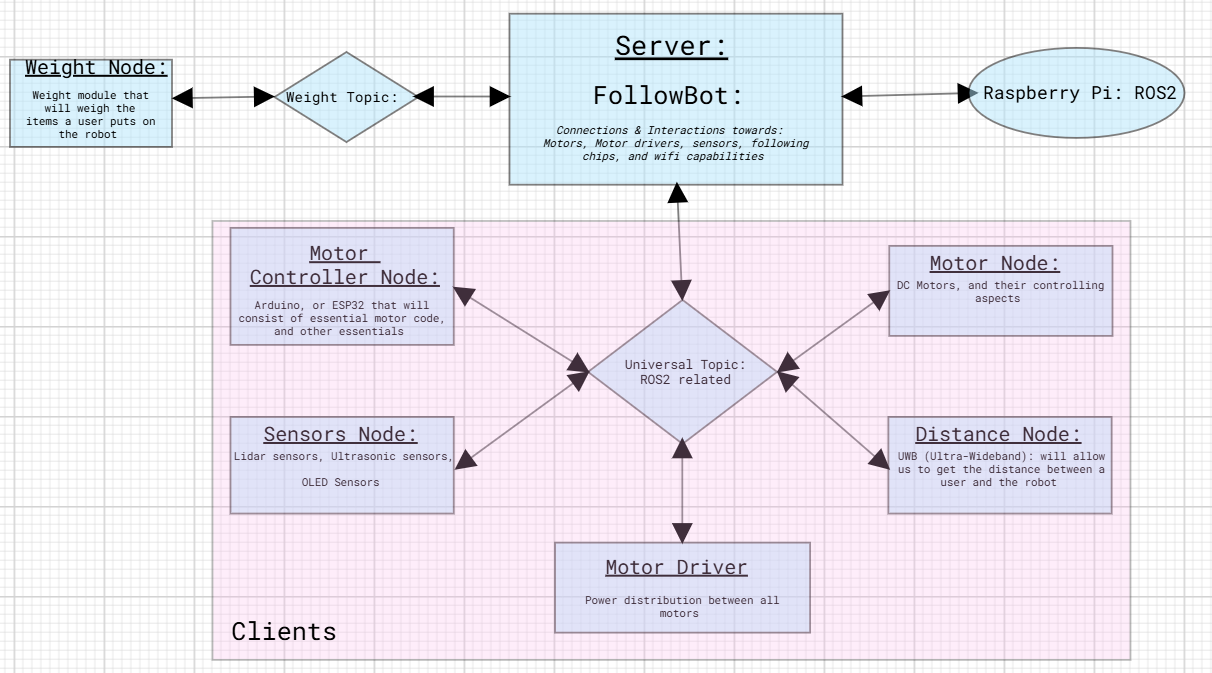 Server:
FollowBot:
Connections & Interactions towards:
Motors, Motor drivers, sensors, following
chips, and wifi capabilities
Weight Node:
Weight module that
will weigh the
items a user puts on
the robot
Weight Topic:
Raspberry Pi: ROS2
Motor
Controller Node:
Arduino, or ESP32 that will
consist of essential motor code,
and other essentials
Motor Node:
DC Motors, and their controlling
aspects
Universal Topic:
ROS2 related
Sensors Node:
Lidar sensors, Ultrasonic sensors,
OLED Sensors
Distance Node:
UWB (Ultra-Wideband): will allow
us to get the distance between a
user and the robot
Motor Driver
Power distribution between all
motors
Clients